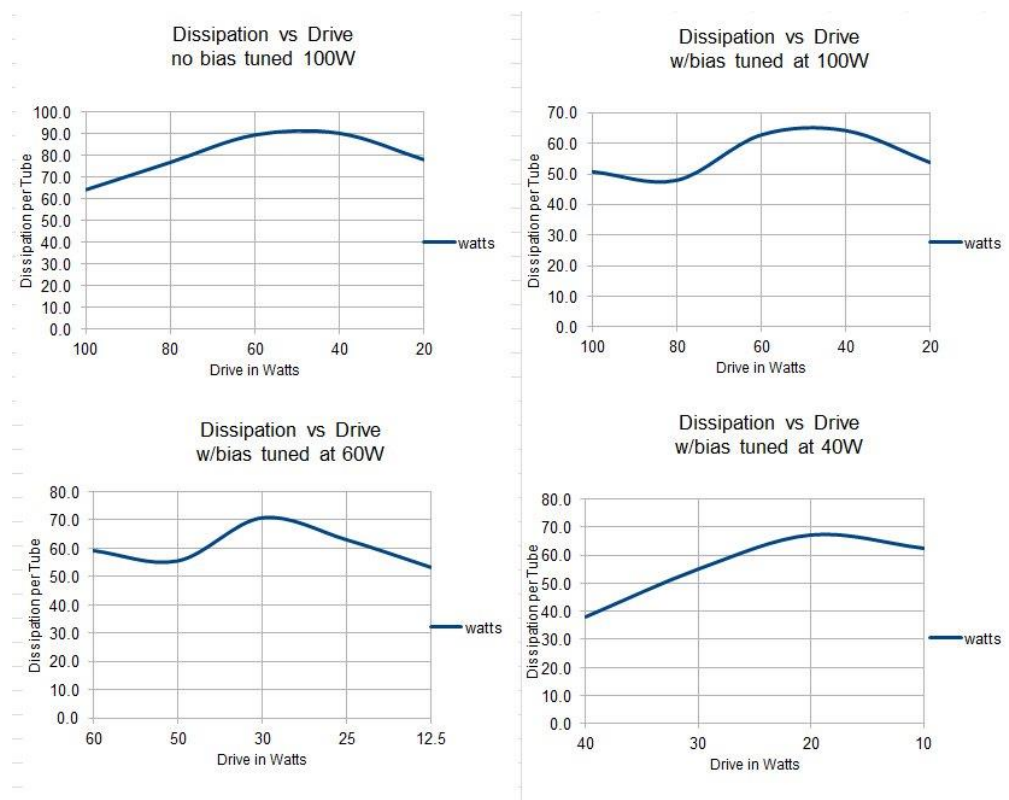 Dissipation vs Drive
no bias tuned 100W
100.0
90.0
80.0
70.0
60.0
50.0
40.0
30.0
20.0
10.0
0.0
Dissipation per Tube
100 80 60 40 20
Drive in Watts
watts
Dissipation vs Drive
w/bias tuned at 100W
70.0
60.0
50.0
40.0
30.0
20.0
10.0
0.0
Dissipation per Tube
100 80 60 40 20
Drive in Watts
watts
Dissipation vs Drive
w/bias tuned at 60W
80.0
70.0
60.0
50.0
40.0
30.0
20.0
10.0
0.0
Dissipation per Tube
60 50 30 25 12.5
Drive in Watts
watts
Dissipation vs Drive
w/bias tuned at 40W
80.0
70.0
60.0
50.0
40.0
30.0
20.0
10.0
0.0
Dissipation per Tube
40 30 20 10
Drive in Watts
watts